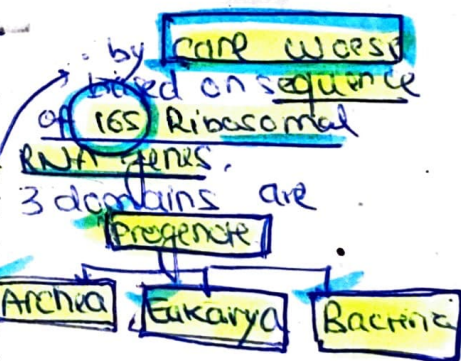 : by Carl Woese
based on sequence
of 16S Ribosomal
RNA genes.
3 domains are
Progenote
Archea Eukarya Bacteria